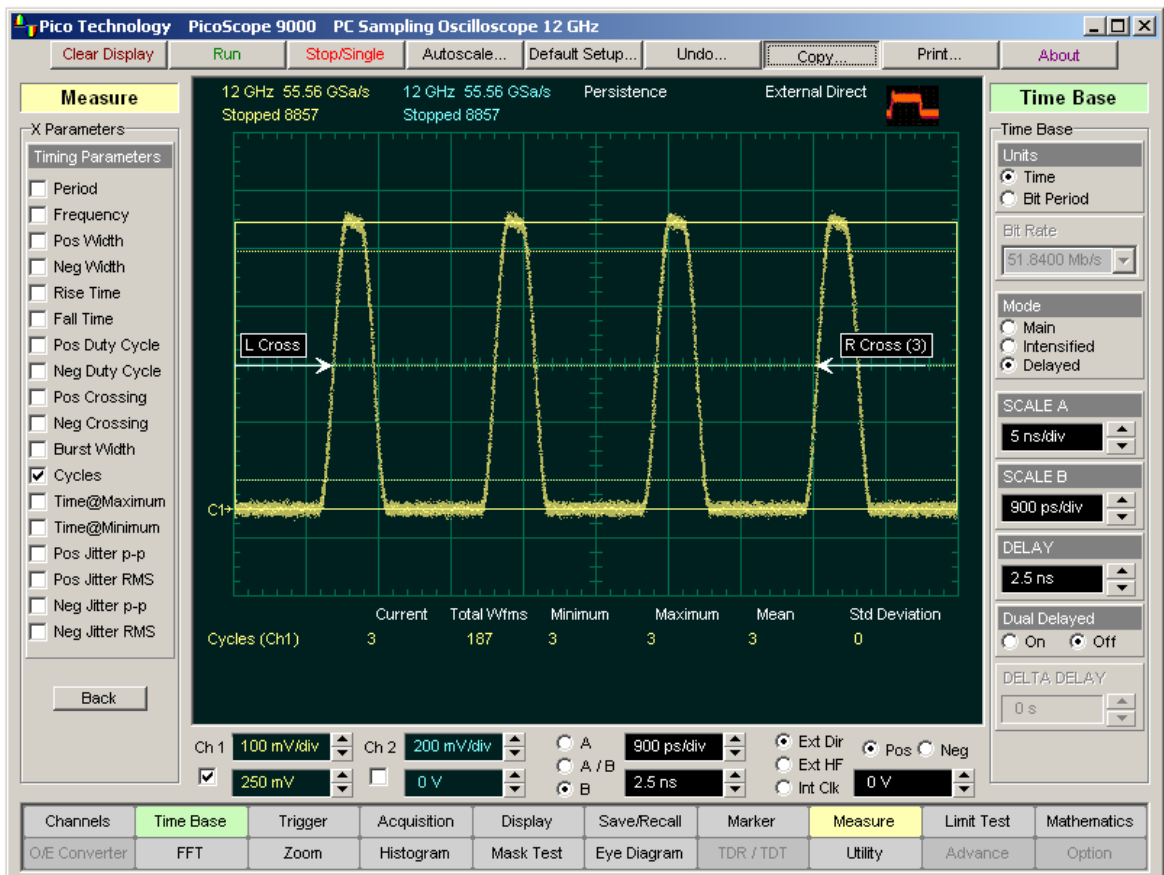 Pico Technology PicoScope 9000 PC Sampling Oscilloscope 12 GHz
Clear Display Run Stop/Single Autoscale... Default Setup... Undo... Copy... Print... About
Measure
X Parameters
Timing Parameters
Period
Frequency
Pos Width
Neg Width
Rise Time
Fall Time
Pos Duty Cycle
Neg Duty Cycle
Pos Crossing
Neg Crossing
Burst Width
Cycles
Time@Maximum
Time@Minimum
Pos Jitter p-p
Pos Jitter RMS
Neg Jitter p-p
Neg Jitter RMS
Back
12 GHz 55.56 GSa/s 12 GHz 55.56 GSa/s Persistence External Direct
Stopped 8857 Stopped 8857
L Cross R Cross (3)
C1
Current Total Wfms Minimum Maximum Mean Std Deviation
Cycles (Ch1) 3 187 3 3 3 0
Time Base
Time Base
Units
Time
Bit Period
Bit Rate
51.8400 Mb/s
Mode
Main
Intensified
Delayed
SCALE A
5 ns/div
SCALE B
900 ps/div
DELAY
2.5 ns
Dual Delayed
On Off
DELTA DELAY
0 s
Ch 1 100 mV/div Ch 2 200 mV/div A 900 ps/div Ext Dir Pos Neg
A / B Ext HF
250 mV 0 V B 2.5 ns Int Clk 0 V
Channels Time Base Trigger Acquisition Display Save/Recall Marker Measure Limit Test Mathematics
O/E Converter FFT Zoom Histogram Mask Test Eye Diagram TDR / TDT Utility Advance Option